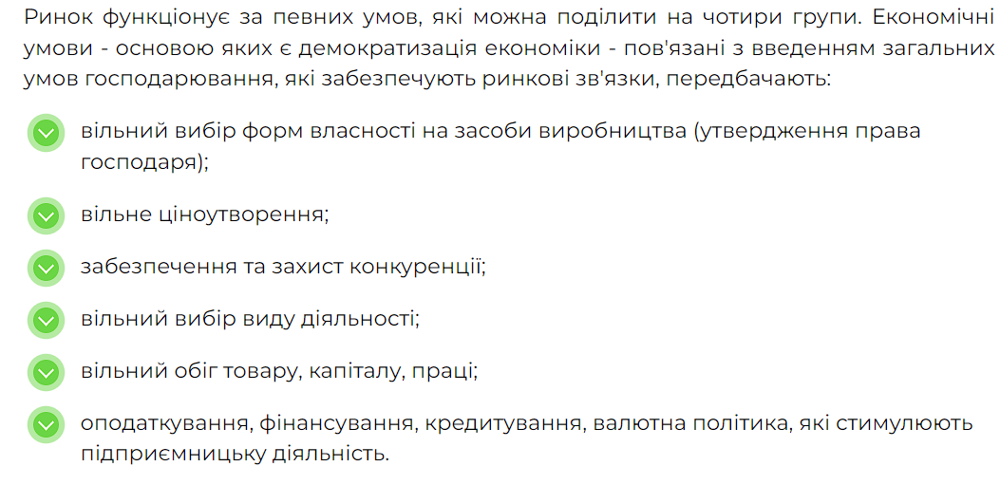 Ринок функціонує за певних умов, які можна поділити на чотири групи. Економічні
умови - основою яких є демократизація економіки - пов'язані з введенням загальних
умов господарювання, які забезпечують ринкові зв'язки, передбачають:
вільний вибір форм власності на засоби виробництва (утвердження права
господаря);
вільне ціноутворення;
забезпечення та захист конкуренції;
вільний вибір виду діяльності;
вільний обіг товару, капіталу, праці;
оподаткування, фінансування, кредитування, валютна політика, які стимулюють
підприємницьку діяльність.